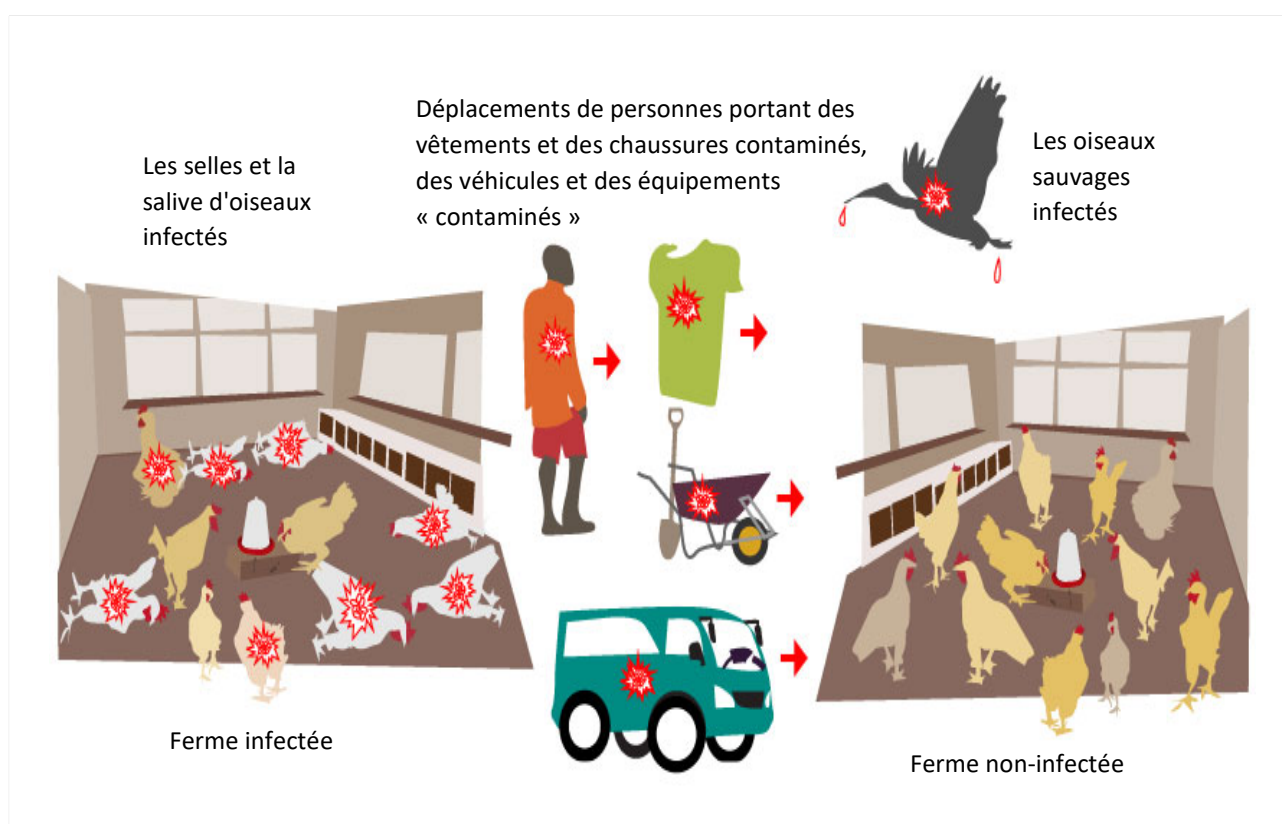 Les selles et la
salive d'oiseaux
infectés
Déplacements de personnes portant des
vêtements et des chaussures contaminés,
des véhicules et des équipements
« contaminés »
Les oiseaux
sauvages
infectés
Ferme infectée
Ferme non-infectée